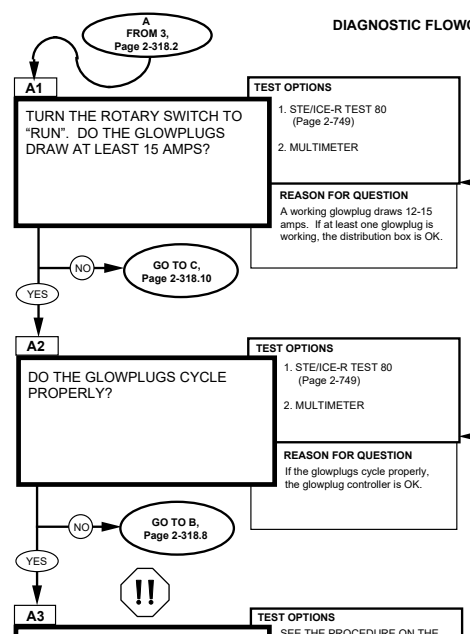 A
FROM 3,
Page 2-318.2
DIAGNOSTIC
A1
TURN THE ROTARY SWITCH TO
"RUN". DO THE GLOWPLUGS
DRAW AT LEAST 15 AMPS?
TEST OPTIONS
1. STE/ICE-R TEST 80
(Page 2-749)
2. MULTIMETER
REASON FOR QUESTION
A working glowplug draws 12-15
amps. If at least one glowplug is
working, the distribution box is OK.
NO
GO TO C,
Page 2-318.10
YES
A2
DO THE GLOWPLUGS CYCLE
PROPERLY?
TEST OPTIONS
1. STE/ICE-R TEST 80
(Page 2-749)
2. MULTIMETER
REASON FOR QUESTION
If the glowplugs cycle properly,
the glowplug controller is OK.
NO
GO TO B,
Page 2-318.8
YES
!!
A3
TEST OPTIONS
SEE THE PROCEDURE ON THE